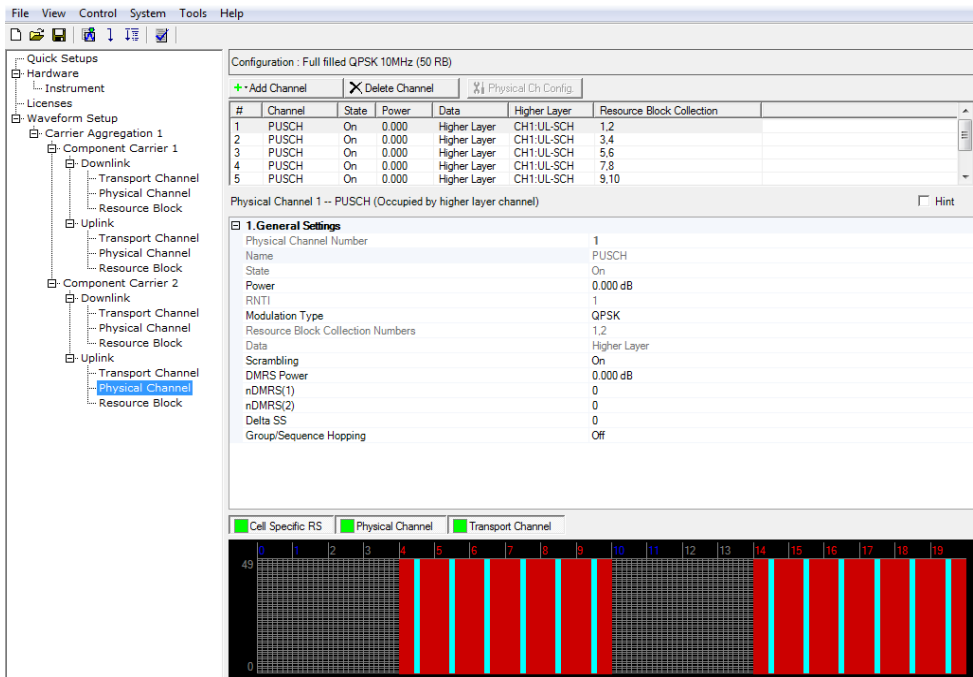 File View Control System Tools Help
Quick Setups
Hardware
Instrument
Licenses
Waveform Setup
Carrier Aggregation 1
Component Carrier 1
Downlink
Transport Channel
Physical Channel
Resource Block
Uplink
Transport Channel
Physical Channel
Resource Block
Component Carrier 2
Downlink
Transport Channel
Physical Channel
Resource Block
Uplink
Transport Channel
Physical Channel
Resource Block
Configuration : Full filled QPSK 10MHz (50 RB)
Add Channel Delete Channel Physical Ch Config.
# Channel State Power Data Higher Layer Resource Block Collection
1 PUSCH On 0.000 Higher Layer CH1:UL-SCH 1,2
2 PUSCH On 0.000 Higher Layer CH1:UL-SCH 3,4
3 PUSCH On 0.000 Higher Layer CH1:UL-SCH 5,6
4 PUSCH On 0.000 Higher Layer CH1:UL-SCH 7,8
5 PUSCH On 0.000 Higher Layer CH1:UL-SCH 9,10
Physical Channel 1 -- PUSCH (Occupied by higher layer channel) Hint
1.General Settings
Physical Channel Number 1
Name PUSCH
State On
Power 0.000 dB
RNTI 1
Modulation Type QPSK
Resource Block Collection Numbers 1,2
Data Higher Layer
Scrambling On
DMRS Power 0.000 dB
nDMRS(1) 0
nDMRS(2) 0
Delta SS 0
Group/Sequence Hopping Off
Cell Specific RS Physical Channel Transport Channel
0 1 2 3 4 5 6 7 8 9 10 11 12 13 14 15 16 17 18 19
49
0